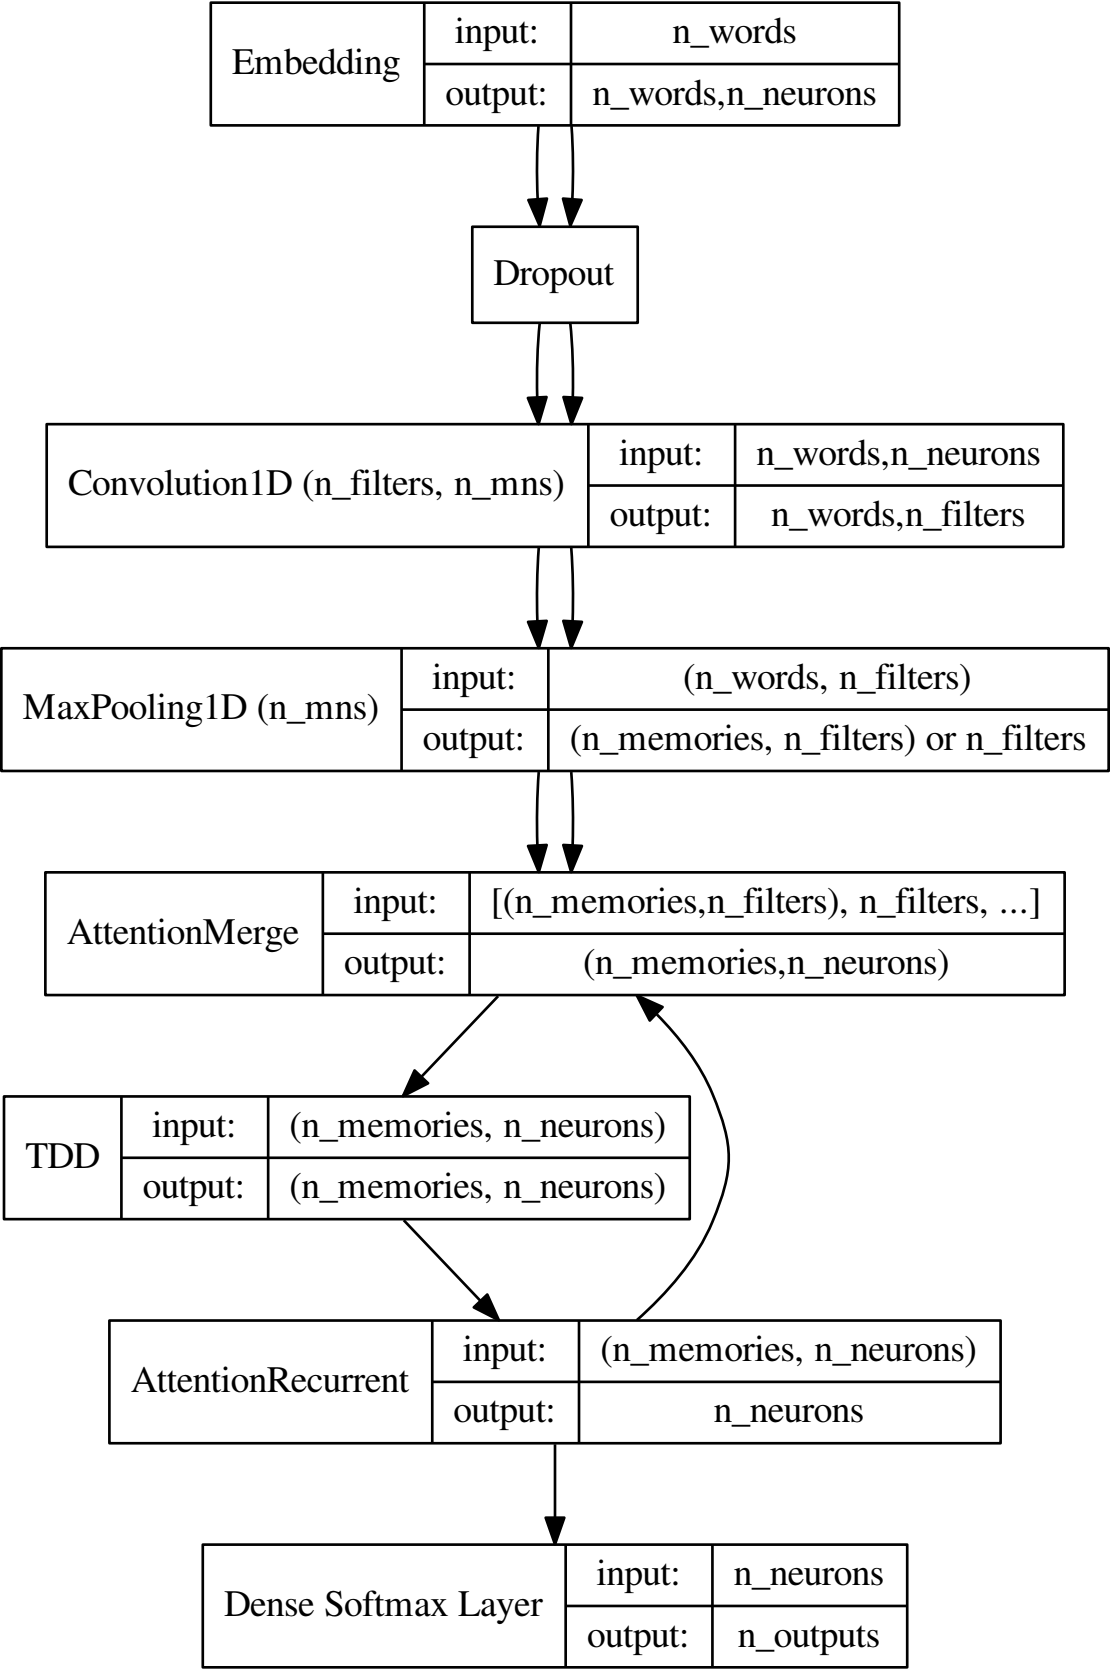 Embedding
input:
n_words
output:
n_words,n_neurons
Dropout
Convolution1D (n_filters, n_mns)
input:
n_words,n_neurons
output:
n_words,n_filters
MaxPooling1D (n_mns)
input:
(n_words, n_filters)
output:
(n_memories, n_filters) or n_filters
AttentionMerge
input:
[(n_memories,n_filters), n_filters, ...]
output:
(n_memories,n_neurons)
TDD
input:
(n_memories, n_neurons)
output:
(n_memories, n_neurons)
AttentionRecurrent
input:
(n_memories, n_neurons)
output:
n_neurons
Dense Softmax Layer
input:
n_neurons
output:
n_outputs